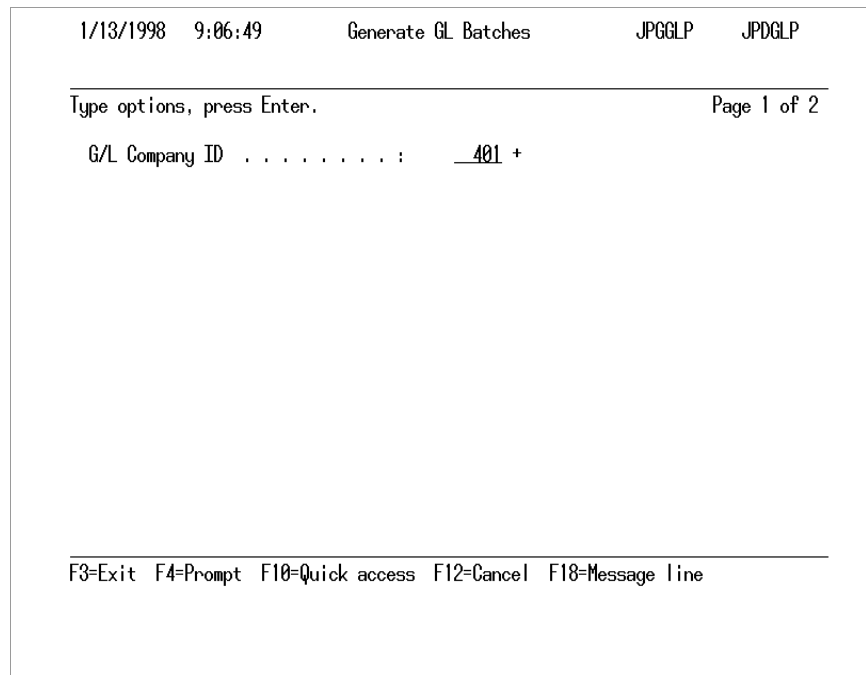 1/13/1998 9:06:49 Generate GL Batches JPGGLP JPDGLP
Type options, press Enter. Page 1 of 2
G/L Company ID . . . . . . . . : 401 +
F3=Exit F4=Prompt F10=Quick access F12=Cancel F18=Message line